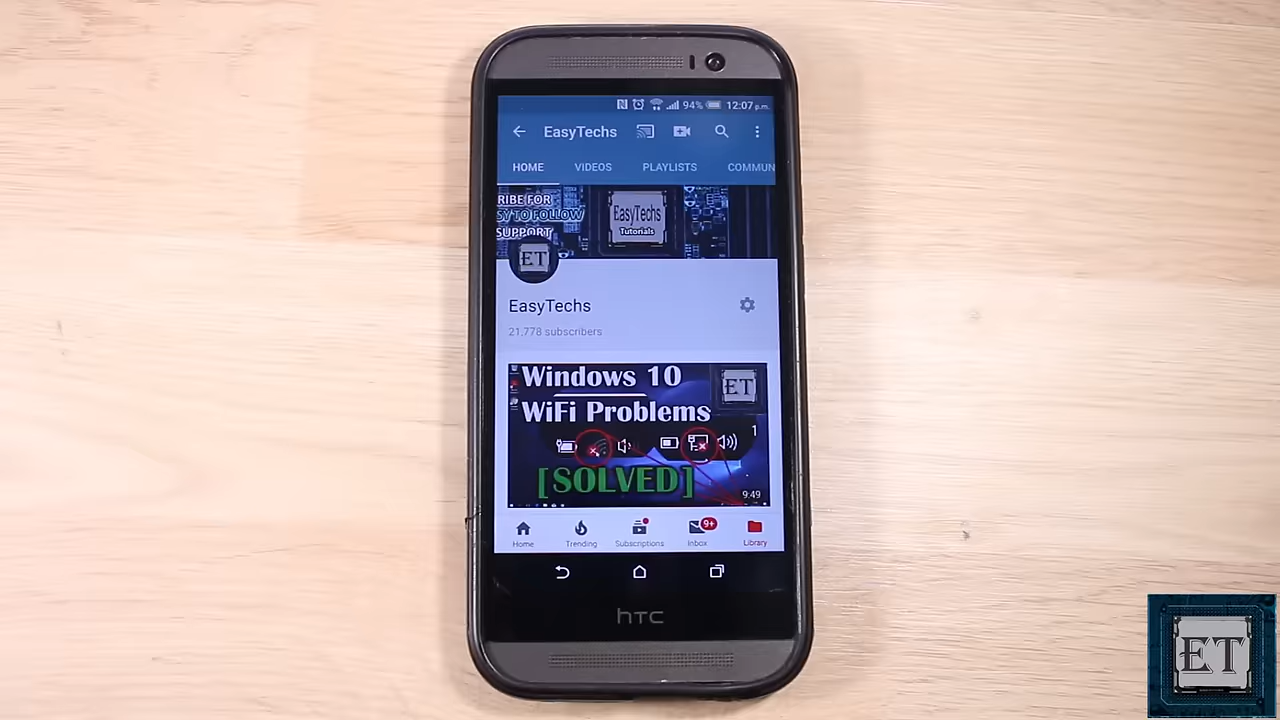 94% 12:07 p.m.
EasyTechs
HOME VIDEOS PLAYLISTS COMMUN
RIBE FOR
SY TO FOLLOW
SUPPORT
EasyTechs
Tutorials
ET
EasyTechs
21,778 subscribers
Windows 10
WiFi Problems
ET
1
[SOLVED]
9:49
Home Trending Subscriptions Inbox 9+ Library
hTC
ET